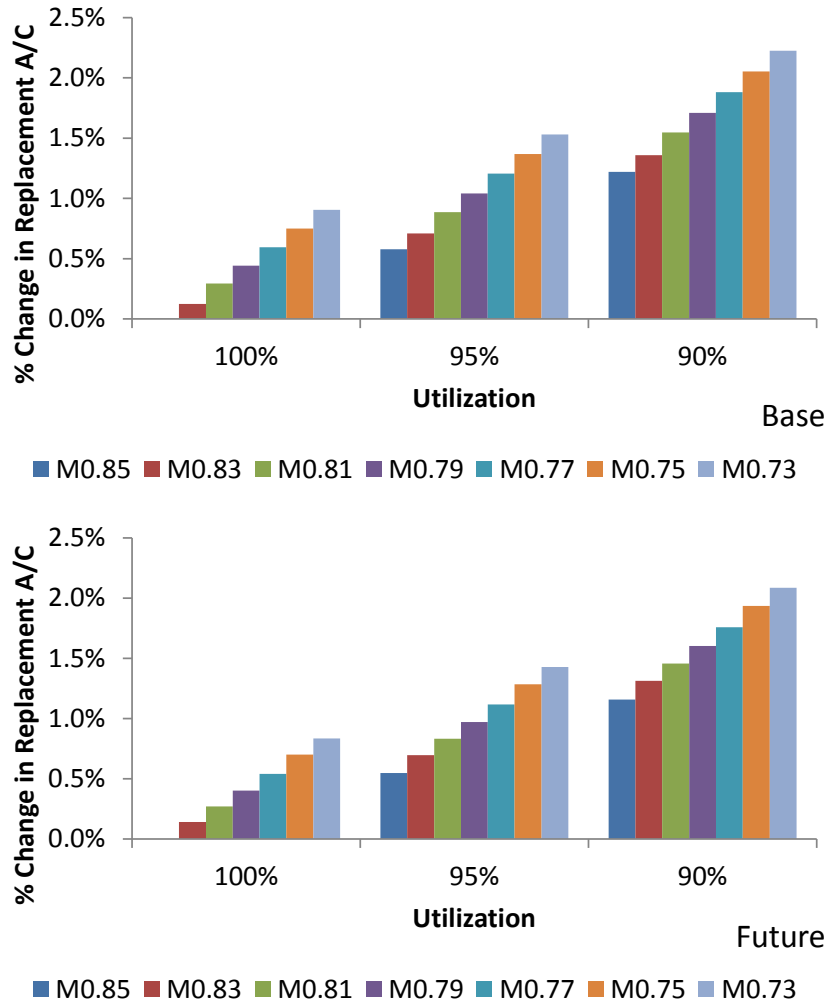 2.5%
2.0%
1.5%
1.0%
0.5%
0.0%
% Change in Replacement A/C
100% 95% 90%
Utilization
Base
M0.85 M0.83 M0.81 M0.79 M0.77 M0.75 M0.73
2.5%
2.0%
1.5%
1.0%
0.5%
0.0%
% Change in Replacement A/C
100% 95% 90%
Utilization
Future
M0.85 M0.83 M0.81 M0.79 M0.77 M0.75 M0.73